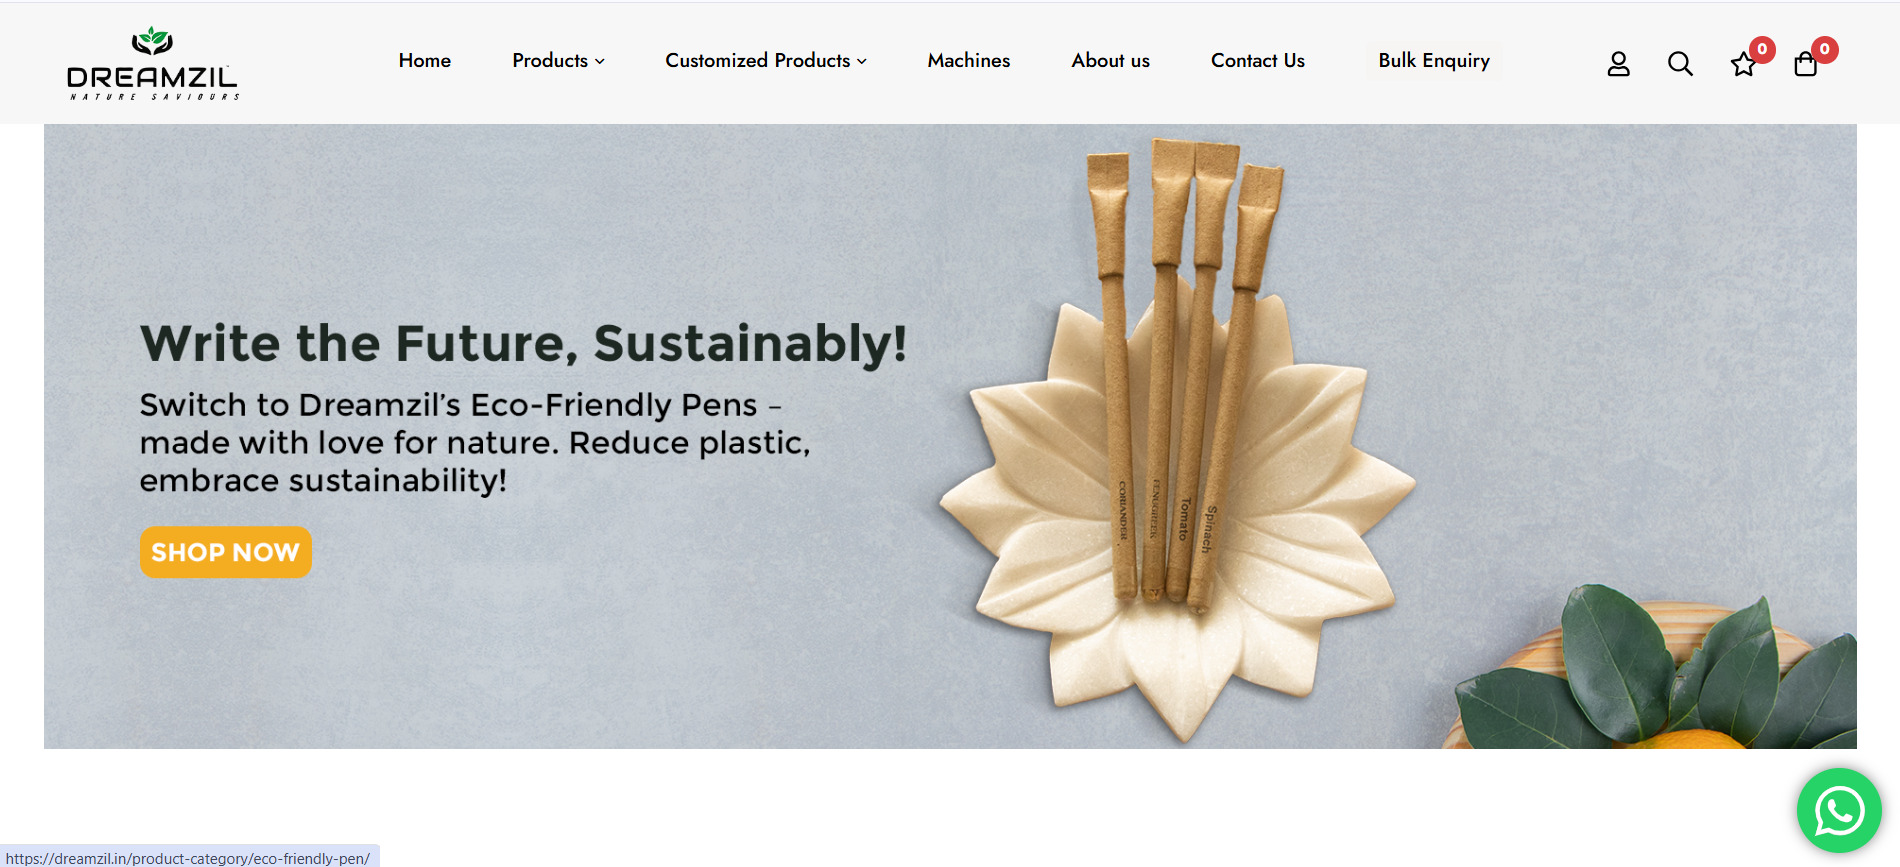 DREAMZIL
NATURE SAVIOURS
Home
Products
Customized Products
Machines
About us
Contact Us
Bulk Enquiry
0
0
Write the Future, Sustainably!
Switch to Dreamzil’s Eco-Friendly Pens –
made with love for nature. Reduce plastic,
embrace sustainability!
SHOP NOW
CORIANDER
FENUGREEK
Tomato
Spinach
https://dreamzil.in/product-category/eco-friendly-pen/